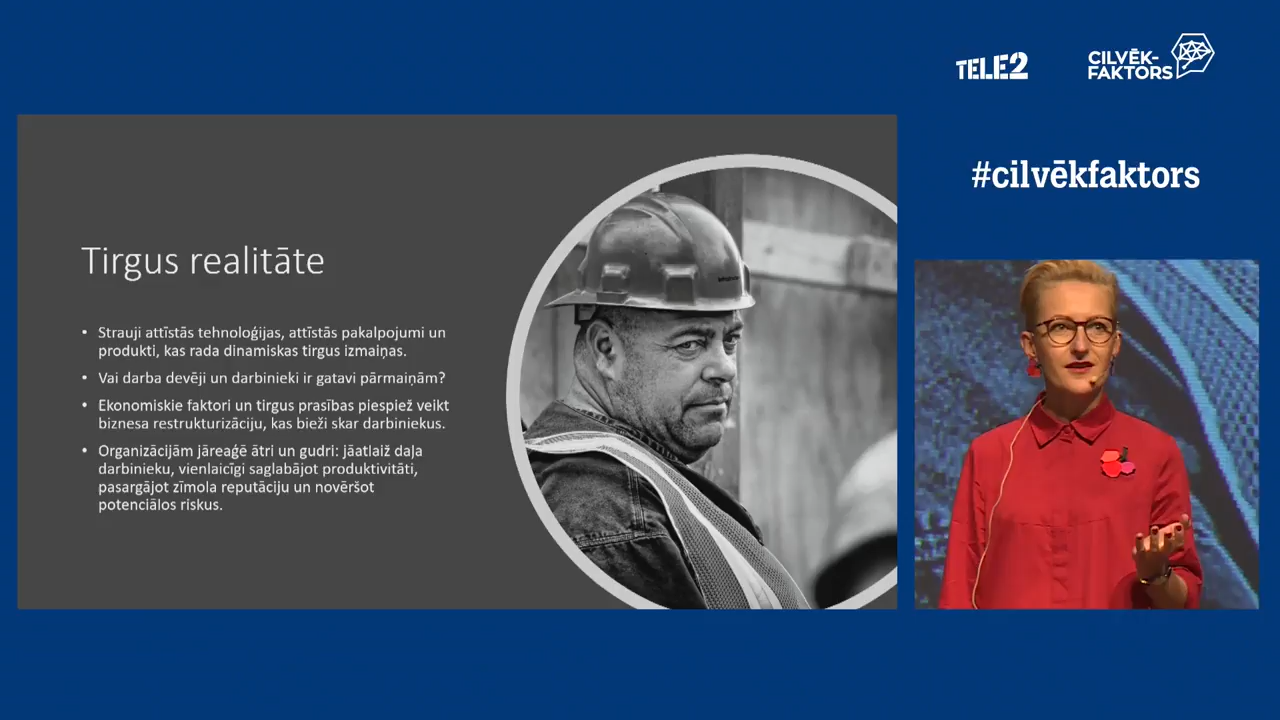 TELE2
CILVĒK-
FAKTORS
#cilvēkfaktors
Tirgus realitāte
• Strauji attīstās tehnoloģijas, attīstās pakalpojumi un
produkti, kas rada dinamiskas tirgus izmaiņas.
• Vai darba devēji un darbinieki ir gatavi pārmaiņām?
• Ekonomiskie faktori un tirgus prasības piespiež veikt
biznesa restrukturizāciju, kas bieži skar darbiniekus.
• Organizācijām jāreaģē ātri un gudri: jāatlaiž daļa
darbinieku, vienlaicīgi saglabājot produktivitāti,
pasargājot zīmola reputāciju un novēršot
potenciālos riskus.